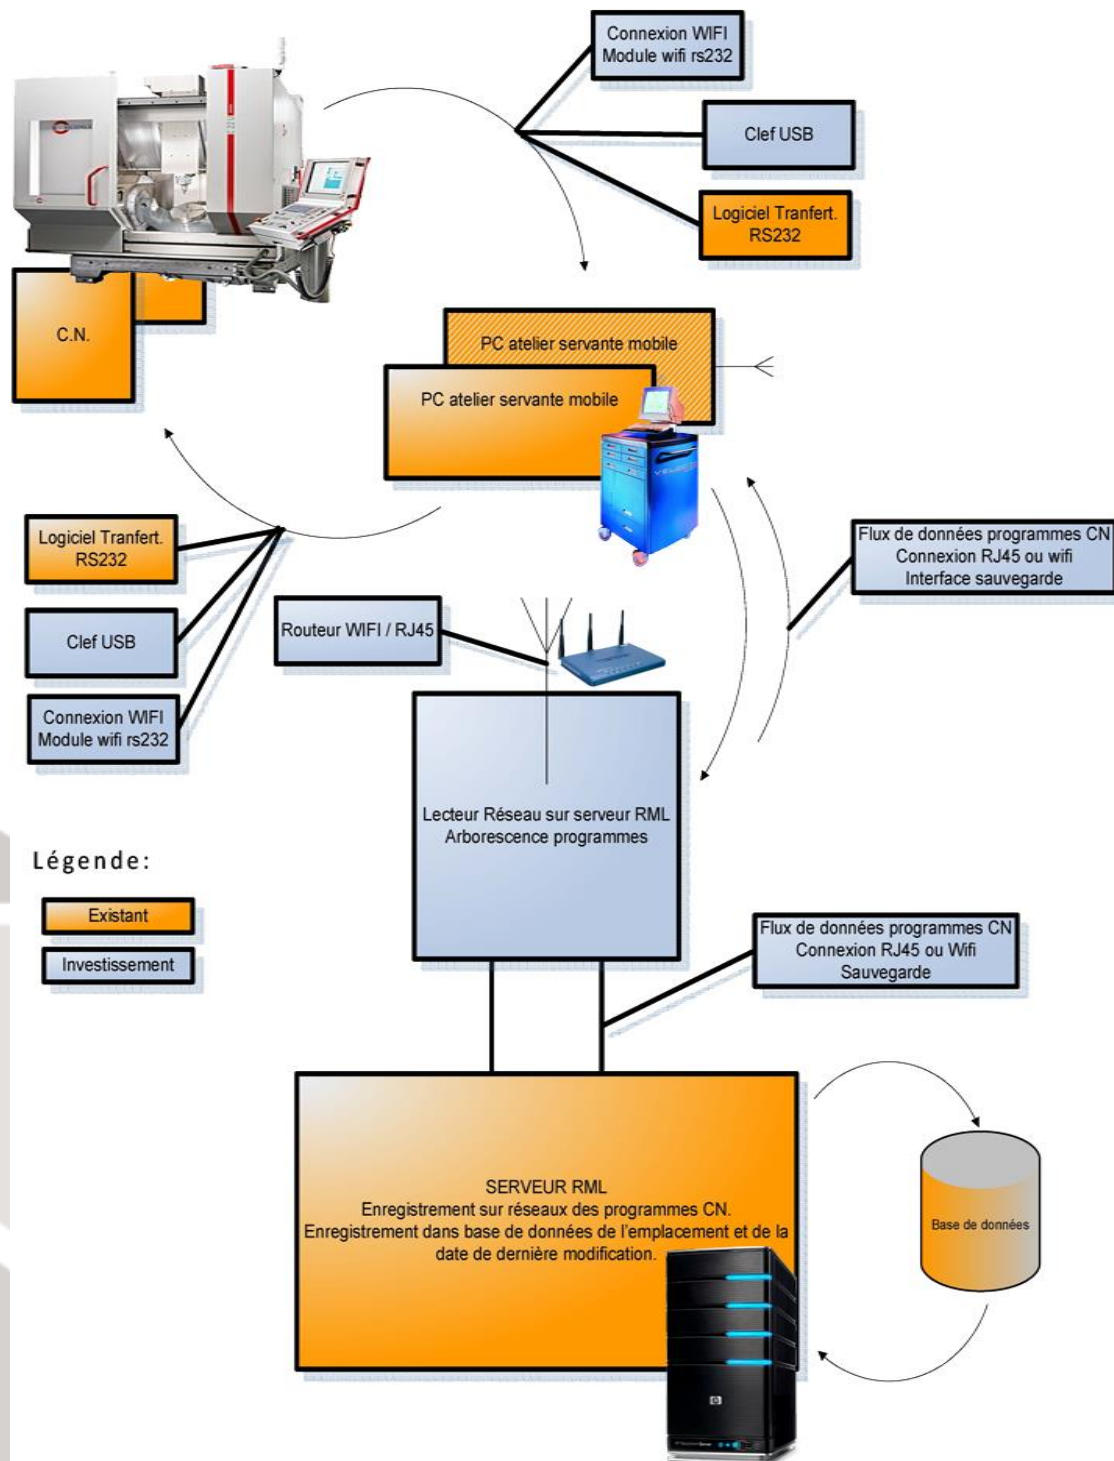 Connexion WIFI
Module wifi rs232
Clef USB
Logiciel Tranfert.
RS232
C.N.
PC atelier servante mobile
PC atelier servante mobile
Logiciel Tranfert.
RS232
Clef USB
Connexion WIFI
Module wifi rs232
Routeur WIFI / RJ45
Flux de données programmes CN
Connexion RJ45 ou wifi
Interface sauvegarde
Lecteur Réseau sur serveur RML
Arborescence programmes
Légende:
Existant
Investissement
Flux de données programmes CN
Connexion RJ45 ou Wifi
Sauvegarde
SERVEUR RML
Enregistrement sur réseaux des programmes CN.
Enregistrement dans base de données de l'emplacement et de la
date de dernière modification.
Base de données